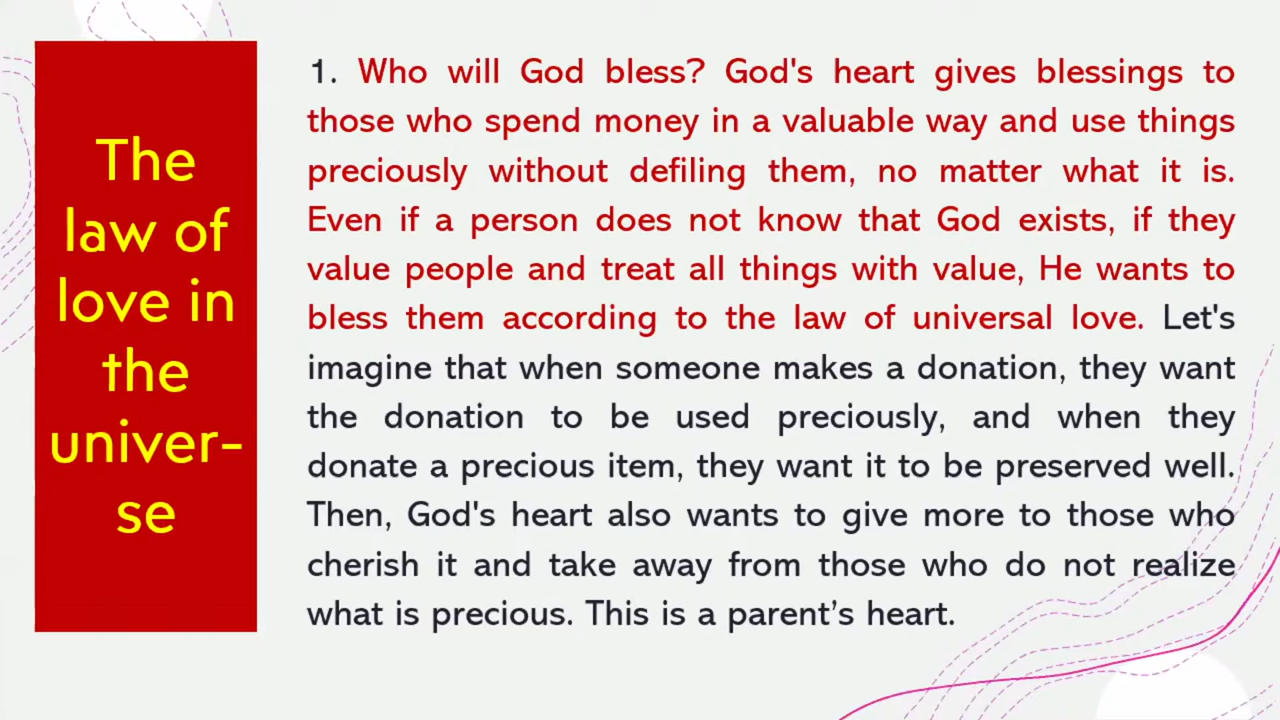 The
law of
love in
the
univer-
se
1. Who will God bless? God's heart gives blessings to
those who spend money in a valuable way and use things
preciously without defiling them, no matter what it is.
Even if a person does not know that God exists, if they
value people and treat all things with value, He wants to
bless them according to the law of universal love. Let's
imagine that when someone makes a donation, they want
the donation to be used preciously, and when they
donate a precious item, they want it to be preserved well.
Then, God's heart also wants to give more to those who
cherish it and take away from those who do not realize
what is precious. This is a parent’s heart.